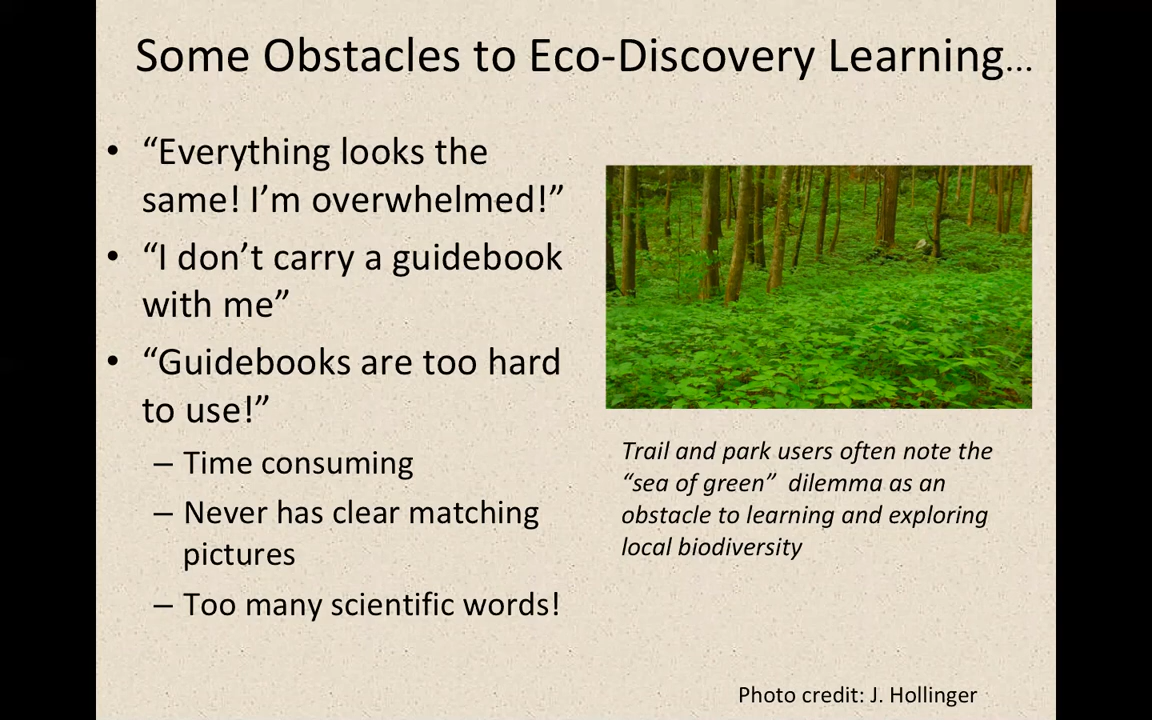 Some Obstacles to Eco-Discovery Learning...
• “Everything looks the
same! I’m overwhelmed!”
• “I don’t carry a guidebook
with me”
• “Guidebooks are too hard
to use!”
– Time consuming
– Never has clear matching
pictures
– Too many scientific words!
Trail and park users often note the
“sea of green”  dilemma as an
obstacle to learning and exploring
local biodiversity
Photo credit: J. Hollinger